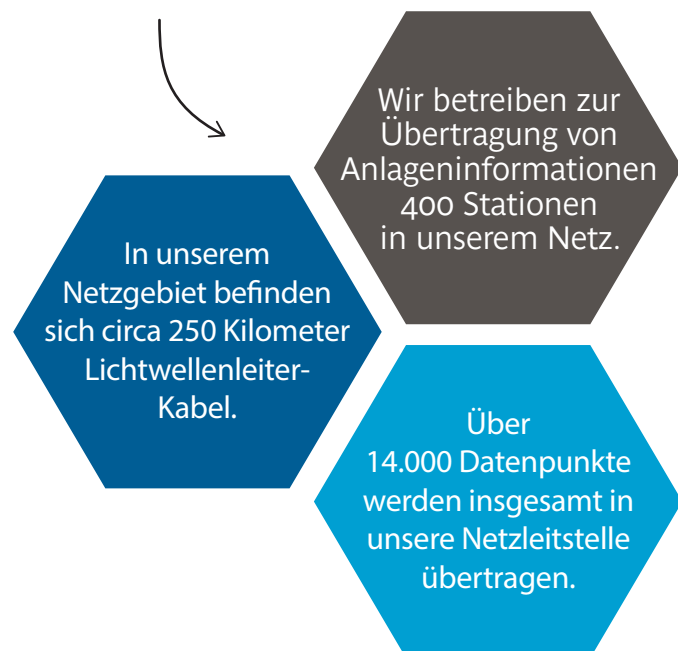 Wir betreiben zur
Übertragung von
Anlageninformationen
400 Stationen
in unserem Netz.
In unserem
Netzgebiet befinden
sich circa 250 Kilometer
Lichtwellenleiter-
Kabel.
Über
14.000 Datenpunkte
werden insgesamt in
unsere Netzleitstelle
übertragen.